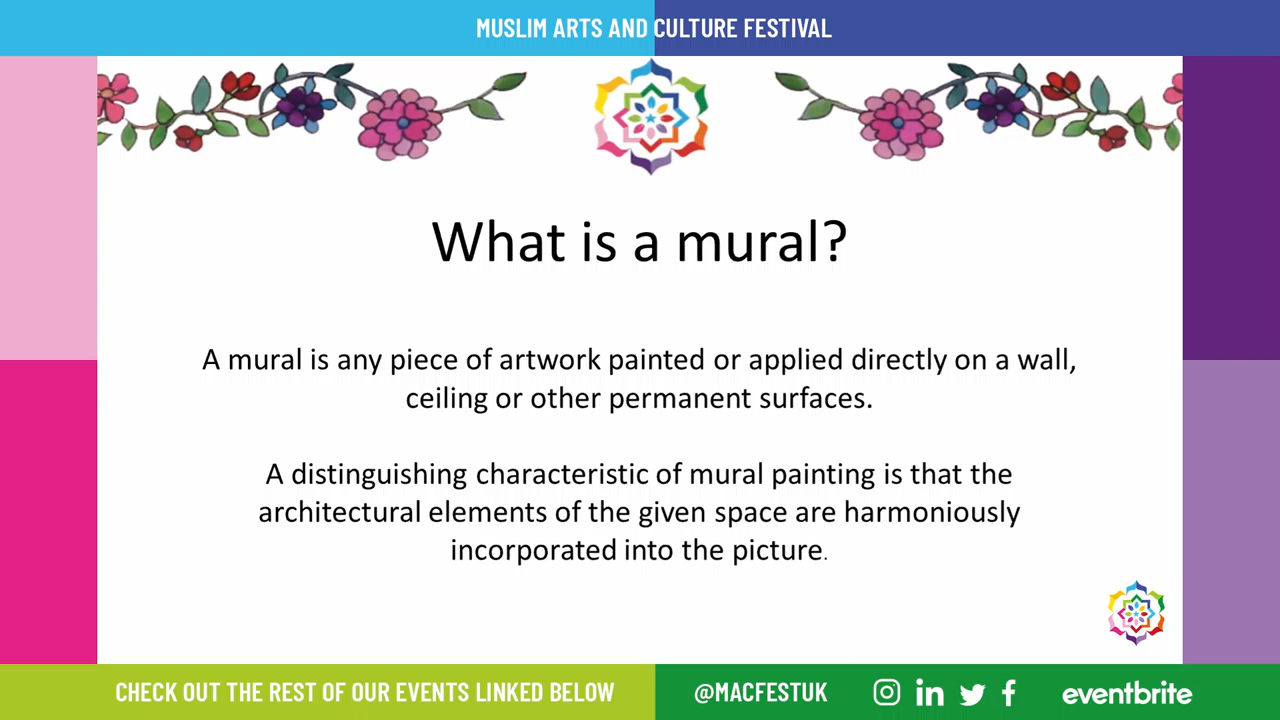 MUSLIM ARTS AND CULTURE FESTIVAL
What is a mural?
A mural is any piece of artwork painted or applied directly on a wall,
ceiling or other permanent surfaces.
A distinguishing characteristic of mural painting is that the
architectural elements of the given space are harmoniously
incorporated into the picture.
CHECK OUT THE REST OF OUR EVENTS LINKED BELOW
@MACFESTUK
eventbrite